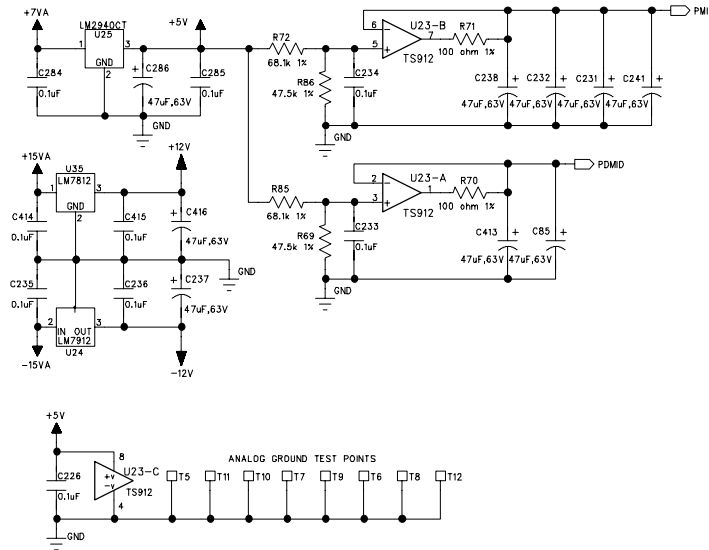 +7VA
LM2940CT
U25
1
3
GND
2
+5V
C284
0.1uF
C286
47uF,63V
C285
0.1uF
GND
R72
68.1k 1%
R86
47.5k 1%
C234
0.1uF
GND
6
5
7
U23-B
TS912
R71
100 ohm 1%
PMI
C238
47uF,63V
C232
47uF,63V
C231
47uF,63V
C241
47uF,63V
+15VA
U35
LM7812
1
3
GND
2
+12V
C414
0.1uF
C415
0.1uF
C416
47uF,63V
GND
C235
0.1uF
C236
0.1uF
C237
47uF,63V
2
3
IN OUT
LM7912
U24
-15VA
-12V
R85
68.1k 1%
R69
47.5k 1%
C233
0.1uF
GND
2
3
1
U23-A
TS912
R70
100 ohm 1%
PDMID
C413
47uF,63V
C85
47uF,63V
+5V
C226
0.1uF
8
+v
-v
4
U23-C
TS912
GND
ANALOG GROUND TEST POINTS
T5 T11 T10 T7 T9 T6 T8 T12